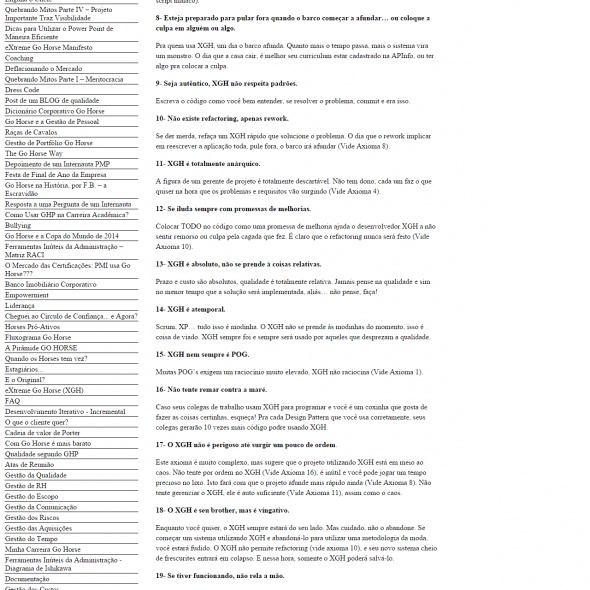 Quebrando Mitos Parte IV – Projeto
Importante Traz Visibilidade
Dicas para Utilizar o Power Point de
Maneira Eficiente
eXtreme Go Horse Manifesto
Coaching
Deflacionando o Mercado
Quebrando Mitos Parte I – Meritocracia
Dress Code
Post de um BLOG de qualidade
Dicionário Corporativo Go Horse
Go Horse e a Gestão de Pessoal
Raças de Cavalos
Gestão de Portfólio Go Horse
The Go Horse Way
Depoimento de um Internauta PMP
Festa de Final de Ano da Empresa
Go Horse na História, por F.B. – a
Escravidão
Resposta a uma Pergunta de um Internauta
Como Usar GHP na Carreira Acadêmica?
Bullying
Go Horse e a Copa do Mundo de 2014
Ferramentas Inúteis da Administração –
Matriz RACI
O Mercado das Certificações: PMI usa Go
Horse???
Banco Imobiliário Corporativo
Empowerment
Liderança
Cheguei ao Círculo de Confiança... e Agora?
Horses Pró-Ativos
Fluxograma Go Horse
A Pirâmide GO HORSE
Quando os Horses tem vez?
Estagiários...
E o Original?
eXtreme Go Horse (XGH)
FAQ
Desenvolvimento Iterativo - Incremental
O que o cliente quer?
Cadeia de valor de Porter
Com Go Horse é mais barato
Qualidade segundo GHP
Atas de Reunião
Gestão da Qualidade
Gestão de RH
Gestão do Escopo
Gestão da Comunicação
Gestão dos Riscos
Gestão das Aquisições
Gestão do Tempo
Minha Carreira Go Horse
Ferramentas Inúteis da Administração -
Diagrama de Ishikawa
Documentação
Gestão dos Custos
8- Esteja preparado para pular fora quando o barco começar a afundar… ou coloque a
culpa em alguém ou algo.
Pra quem usa XGH, um dia o barco afunda. Quanto mais o tempo passa, mais o sistema vira
um monstro. O dia que a casa cair, é melhor seu curriculum estar cadastrado na APInfo, ou ter
algo pra colocar a culpa.
9- Seja autêntico, XGH não respeita padrões.
Escreva o código como você bem entender, se resolver o problema, commit e era isso.
10- Não existe refactoring, apenas rework.
Se der merda, refaça um XGH rápido que solucione o problema. O dia que o rework implicar
em reescrever a aplicação toda, pule fora, o barco irá afundar (Vide Axioma 8).
11- XGH é totalmente anárquico.
A figura de um gerente de projeto é totalmente descartável. Não tem dono, cada um faz o que
quiser na hora que os problemas e requisitos vão surgindo (Vide Axioma 4).
12- Se iluda sempre com promessas de melhorias.
Colocar TODO no código como uma promessa de melhoria ajuda o desenvolvedor XGH a não
sentir remorso ou culpa pela cagada que fez. É claro que o refactoring nunca será feito (Vide
Axioma 10).
13- XGH é absoluto, não se prende à coisas relativas.
Prazo e custo são absolutos, qualidade é totalmente relativa. Jamais pense na qualidade e sim
no menor tempo que a solução será implementada, aliás… não pense, faça!
14- XGH é atemporal.
Scrum, XP… tudo isso é modinha. O XGH não se prende às modinhas do momento, isso é
coisa de viado. XGH sempre foi e sempre será usado por aqueles que desprezam a qualidade.
15- XGH nem sempre é POG.
Muitas POG´s exigem um raciocínio muito elevado, XGH não raciocina (Vide Axioma 1).
16- Não tente remar contra a maré.
Caso seus colegas de trabalho usam XGH para programar e você é um coxinha que gosta de
fazer as coisas certinhas, esqueça! Pra cada Design Pattern que você usa corretamente, seus
colegas gerarão 10 vezes mais código podre usando XGH.
17- O XGH não é perigoso até surgir um pouco de ordem.
Este axioma é muito complexo, mas sugere que o projeto utilizando XGH está em meio ao
caos. Não tente por ordem no XGH (Vide Axioma 16), é inútil e você pode jogar um tempo
precioso no lixo. Isto fará com que o projeto afunde mais rápido ainda (Vide Axioma 8). Não
tente gerenciar o XGH, ele é auto suficiente (Vide Axioma 11), assim como o caos.
18- O XGH é seu brother, mas é vingativo.
Enquanto você quiser, o XGH sempre estará do seu lado. Mas cuidado, não o abandone. Se
começar um sistema utilizando XGH e abandoná-lo para utilizar uma metodologia da moda,
você estará fudido. O XGH não permite refactoring (vide axioma 10), e seu novo sistema cheio
de frescurites entrará em colapso. E nessa hora, somente o XGH poderá salvá-lo.
19- Se tiver funcionando, não rela a mão.